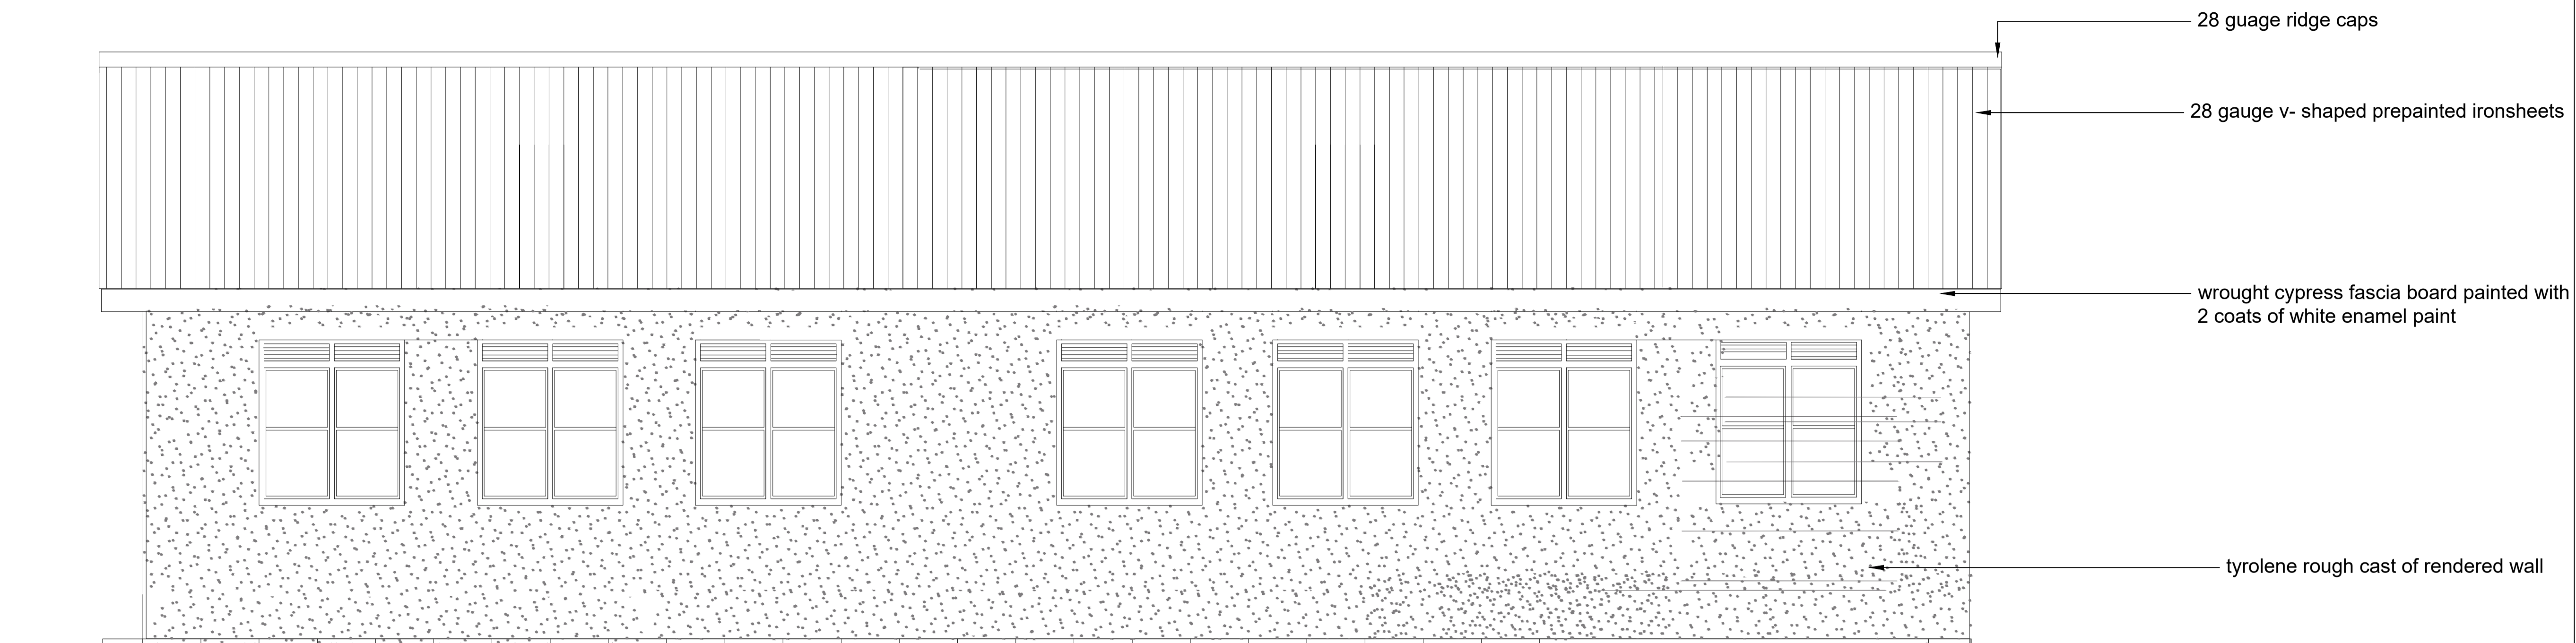 28 guage ridge caps
28 gauge v- shaped prepainted ironsheets
wrought cypress fascia board painted with
2 coats of white enamel paint
tyrolene rough cast of rendered wall